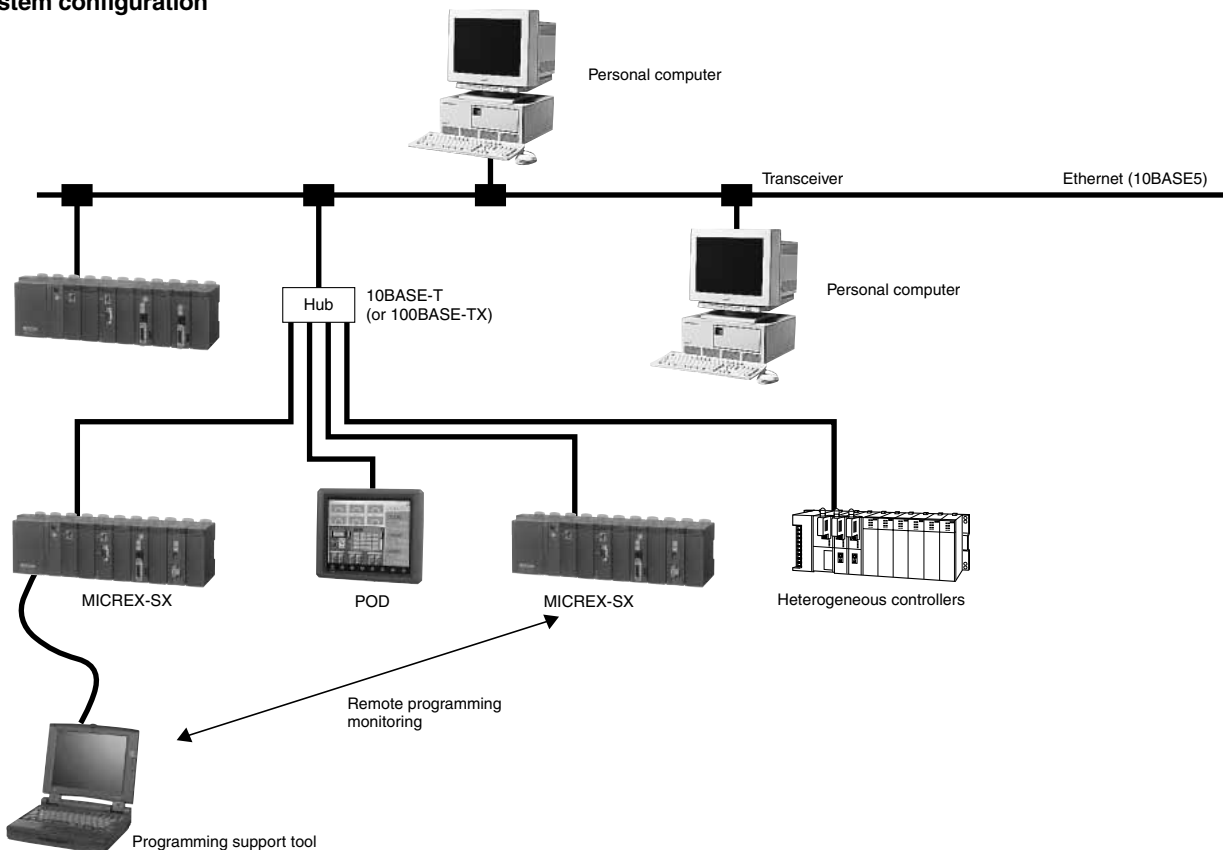 stem configuration
Personal computer
Transceiver
Ethernet (10BASE5)
Personal computer
Hub
10BASE-T
(or 100BASE-TX)
MICREX-SX
POD
MICREX-SX
Heterogeneous controllers
Remote programming
monitoring
Programming support tool